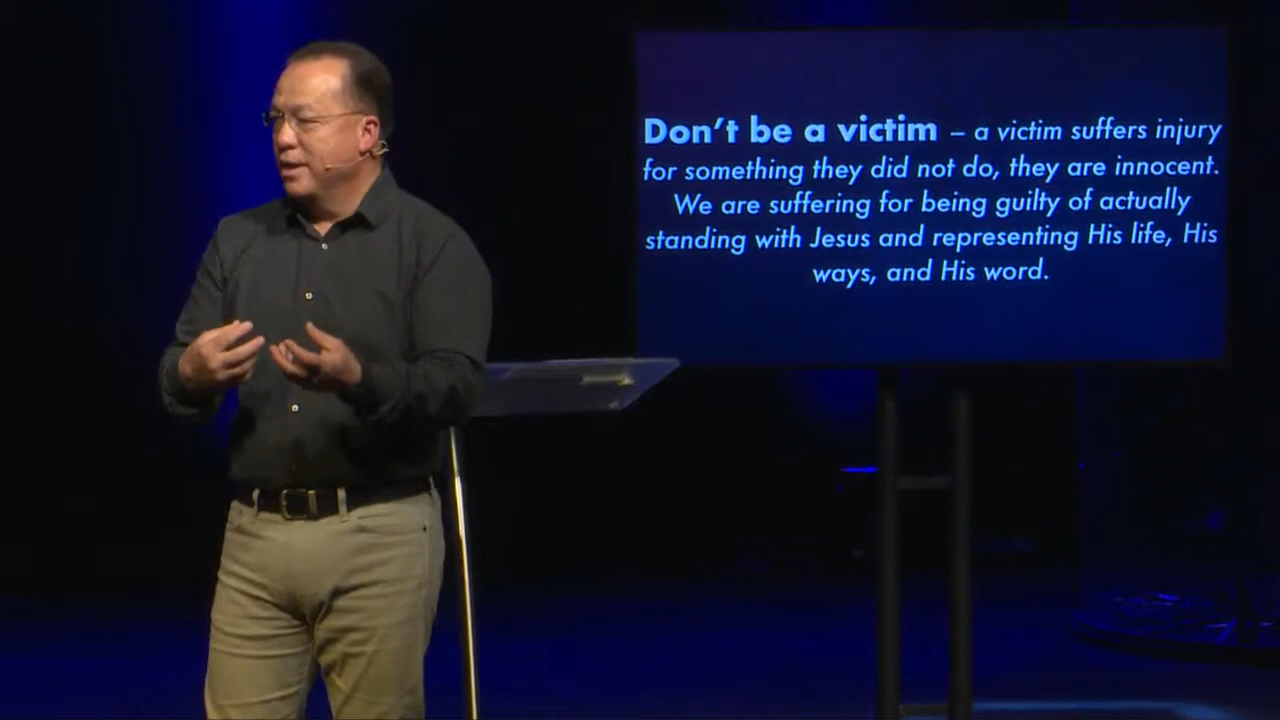 Don't be a victim – a victim suffers injury
for something they did not do, they are innocent.
We are suffering for being guilty of actually
standing with Jesus and representing His life, His
ways, and His word.